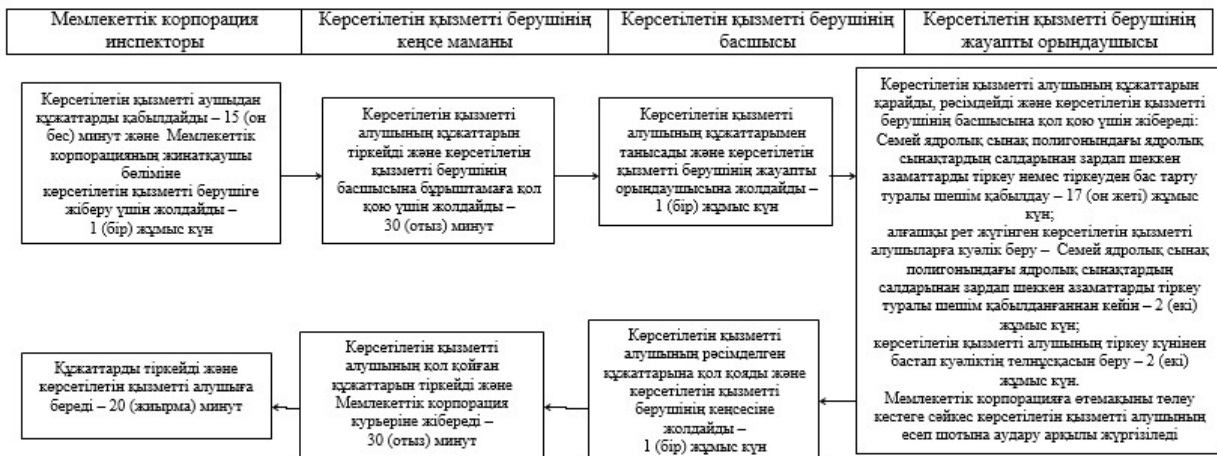 Мемлекеттік корпорация
инспекторы
Көрсетілетін қызметті берушінің
кеңсе маманы
Көрсетілетін қызметті берушінің
басшысы
Көрсетілетін қызметті берушінің
жауапты орындаушысы
Көрсетілетін қызметті аушыдан
құжаттарды қабылдайды – 15 (он
бес) минут және Мемлекеттік
корпорацияның жинатқаушы
бөліміне
көрсетілетін қызметті берушіге
жіберу үшін жолдайды –
1 (бір) жұмыс күн
Көрсетілетін қызметті
алушының құжаттарын
тіркейді және көрсетілетін
қызметті берушінің
басшысына бұрыштамаға қол
қою үшін жолдайды –
30 (отыз) минут
Көрсетілетін қызметті
алушының құжаттарымен
танысады және көрсетілетін
қызметті берушінің жауапты
орындаушысына жолдайды –
1 (бір) жұмыс күн
Көрестілетін қызметті алушының құжаттарын
қарайды, рәсімдейді және көрсетілетін қызметті
берушінің басшысына қол қою үшін жібереді:
Семей ядролық сынақ полигонындағы ядролық
сынақтардың салдарынан зардап шеккен
азаматтарды тіркеу немес тіркеуден бас тарту
туралы шешім қабылдау – 17 (он жеті) жұмыс
күн;
алғашқы рет жүгінген көрсетілетін қызметті
алушыларға куәлік беру – Семей ядролық сынақ
полигонындағы ядролық сынақтардың
салдарынан зардап шеккен азаматтарды тіркеу
туралы шешім қабылданғаннан кейін – 2 (екі)
жұмыс күн;
көрсетілетін қызметті алушының тіркеу күнінен
бастап куәліктің телнұсқасын беру – 2 (екі)
жұмыс күн.
Мемлекеттік корпорацияға өтемақыны төлеу
кестеге сәйкес көрсетілетін қызметті алушының
есеп шотына аудару арқылы жүргізіледі
Құжаттарды тіркейді және
көрсетілетін қызметті алушыға
береді – 20 (жиырма) минут
Көрсетілетін қызметті
алушының қол қойған
құжаттарын тіркейді және
Мемлекеттік корпорация
курьеріне жібереді –
30 (отыз) минут
Көрсетілетін қызметті
алушының рәсімделген
құжаттарына қол қояды және
көрсетілетін қызметті
берушінің кеңсесіне
жолдайды –
1 (бір) жұмыс күн